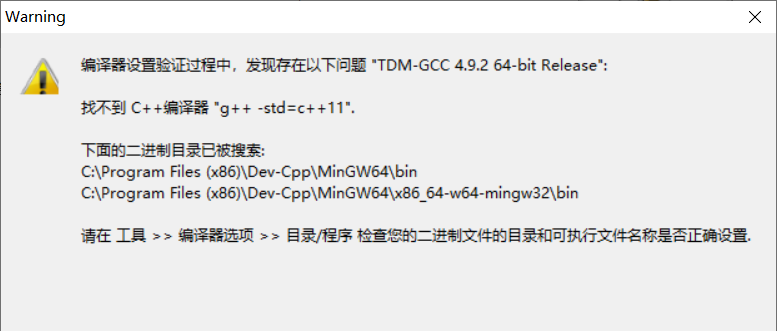 Warning
编译器设置验证过程中，发现存在以下问题 "TDM-GCC 4.9.2 64-bit Release":
找不到 C++编译器 "g++ -std=c++11".
下面的二进制目录已被搜索:
C:\Program Files (x86)\Dev-Cpp\MinGW64\bin
C:\Program Files (x86)\Dev-Cpp\MinGW64\x86_64-w64-mingw32\bin
请在 工具 >> 编译器选项 >> 目录/程序 检查您的二进制文件的目录和可执行文件名称是否正确设置.